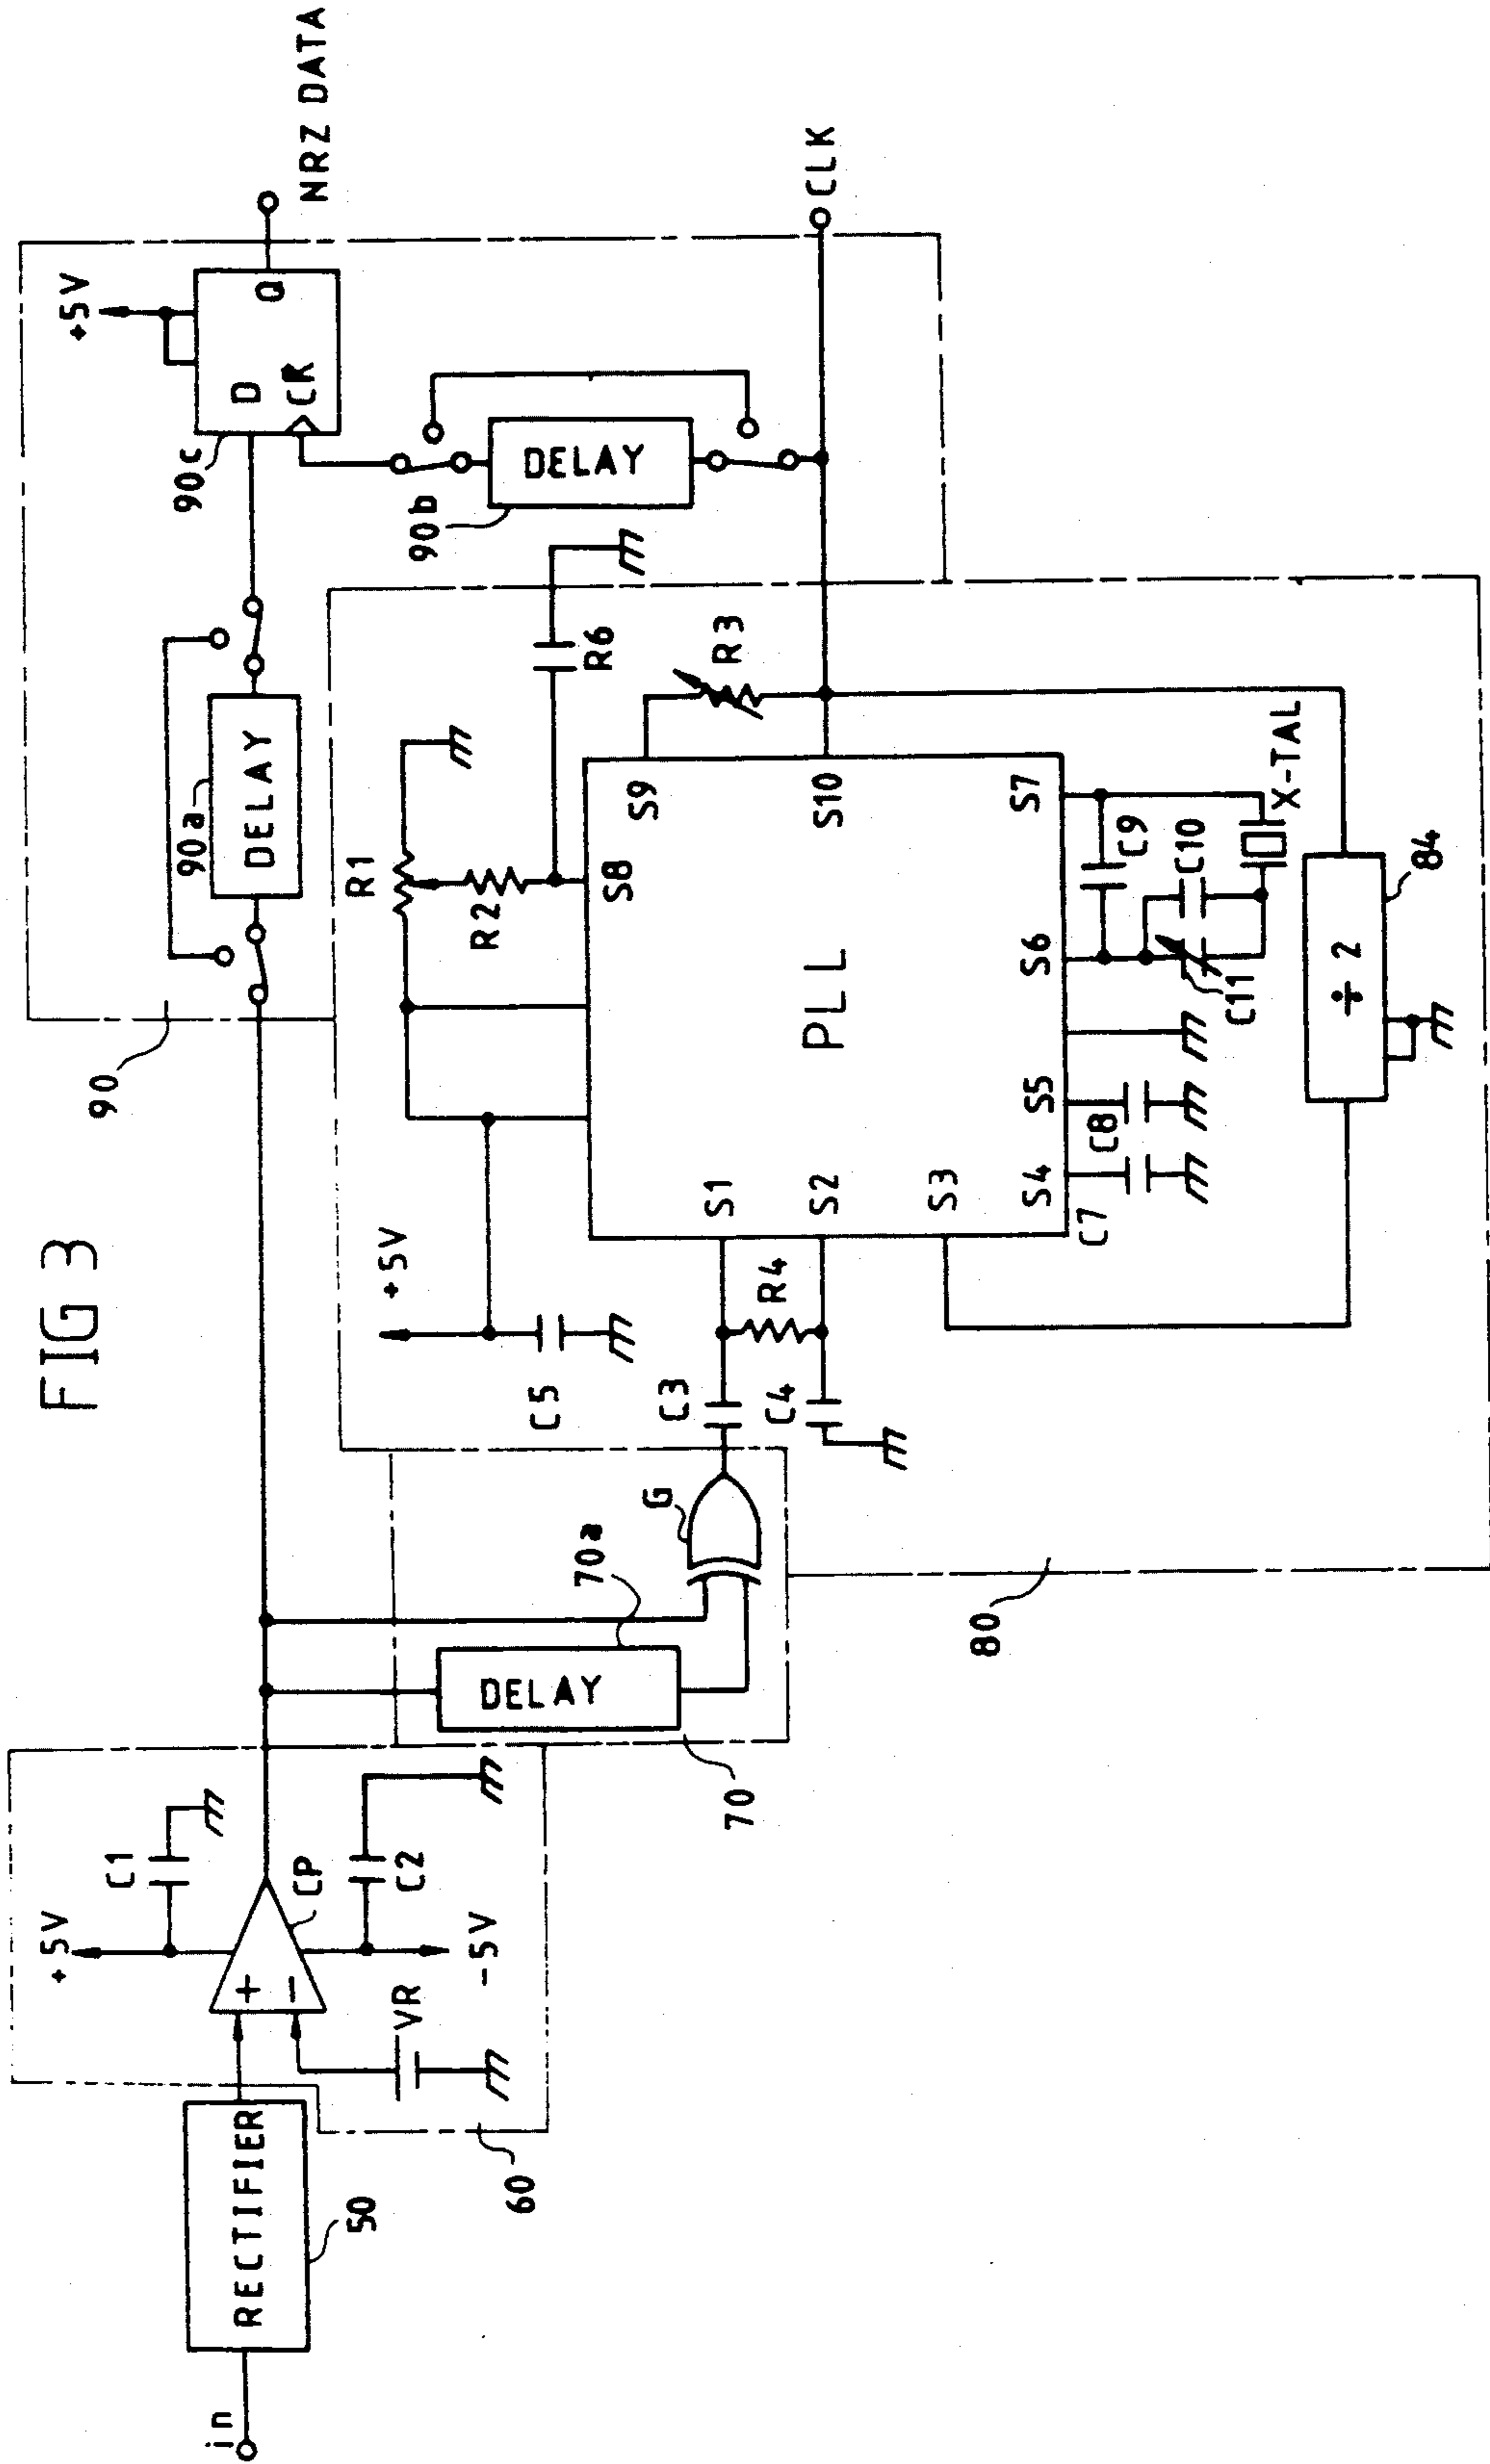 FIG 3
in
RECTIFIER
50
60
+5V
C1
+
−
CP
VR
-5V
C2
70
DELAY
70a
G
80
90
90a
DELAY
90c
+5V
D
Q
CK
NRZ DATA
90b
DELAY
CLK
+5V
C5
C3
C4
R4
R1
R2
R6
R3
S1
S2
S3
S4
S5
S6
S7
S8
S9
S10
PLL
C7
C8
C9
C10
C11
X-TAL
÷ 2
84